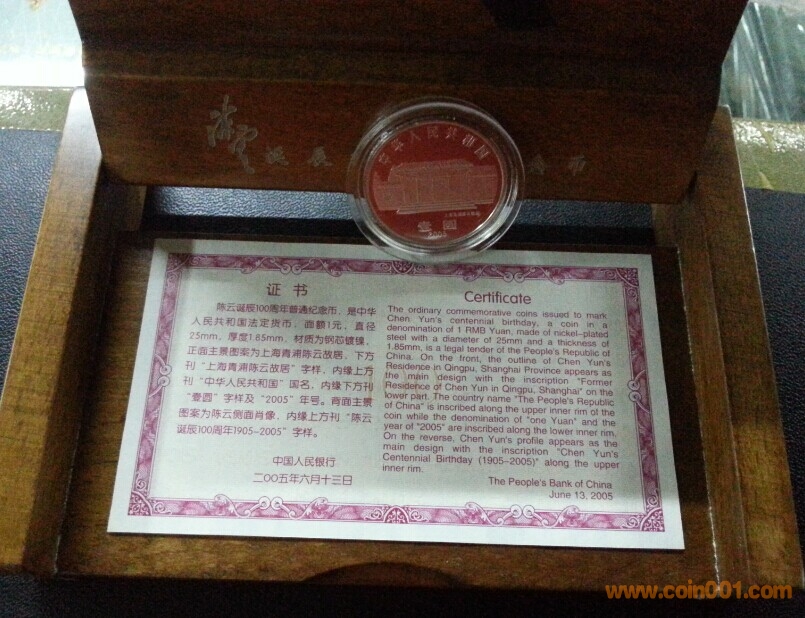 陈云诞辰
币
中华人民共和国
壹圆
2005
证书
陈云诞辰100周年普通纪念币，是中华
人民共和国法定货币，面额1元，直径
25mm，厚度1.85mm，材质为钢芯镀镍，
正面主景图案为上海青浦陈云故居，下方
刊“上海青浦陈云故居”字样，内缘上方
刊“中华人民共和国”国名，内缘下方刊
“壹圆”字样及“2005”年号。背面主景
图案为陈云侧面肖像，内缘上方刊“陈云
诞辰100周年1905-2005”字样。
中国人民银行
二〇〇五年六月十三日
Certificate
The ordinary commemorative coins issued to mark
Chen Yun's centennial birthday, a coin in a
denomination of 1 RMB Yuan, made of nickel-plated
steel with a diameter of 25mm and a thickness of
1.85mm, is a legal tender of the People's Republic of
China. On the front, the outline of Chen Yun's
Residence in Qingpu, Shanghai Province appears as
the main design with the inscription "Former
Residence of Chen Yun in Qingpu, Shanghai" on the
lower part. The country name "The People's Republic
of China" is inscribed along the upper inner rim of the
coin while the denomination of "one Yuan" and the
year of "2005" are inscribed along the lower inner rim.
On the reverse, Chen Yun's profile appears as the
main design with the inscription "Chen Yun's
Centennial Birthday (1905-2005)" along the upper
inner rim.
The People's Bank of China
June 13, 2005
www.coin001.com